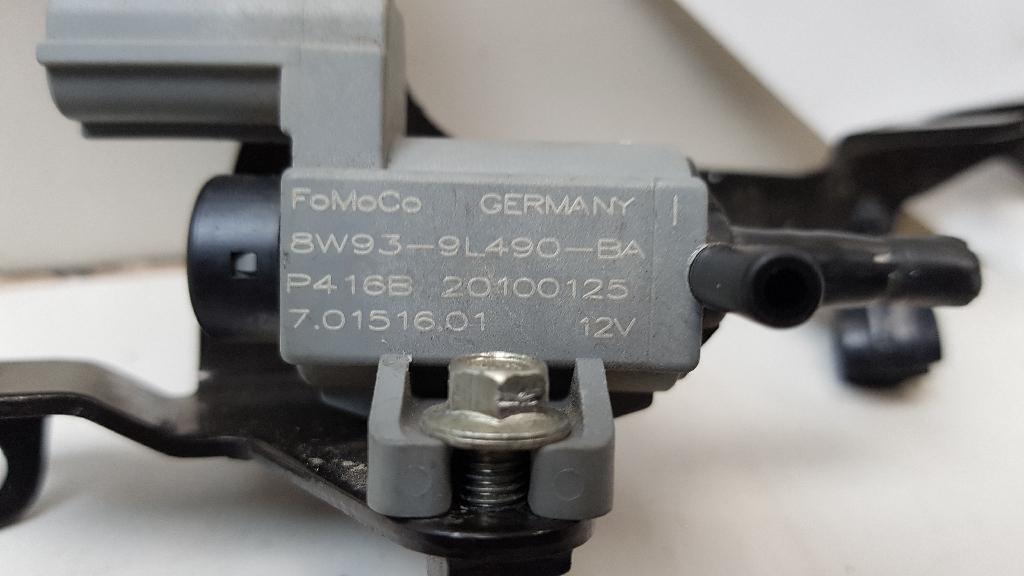 FoMoCo GERMANY I
8W93-9L490-BA
P416B 20100125
7.01516.01 12V